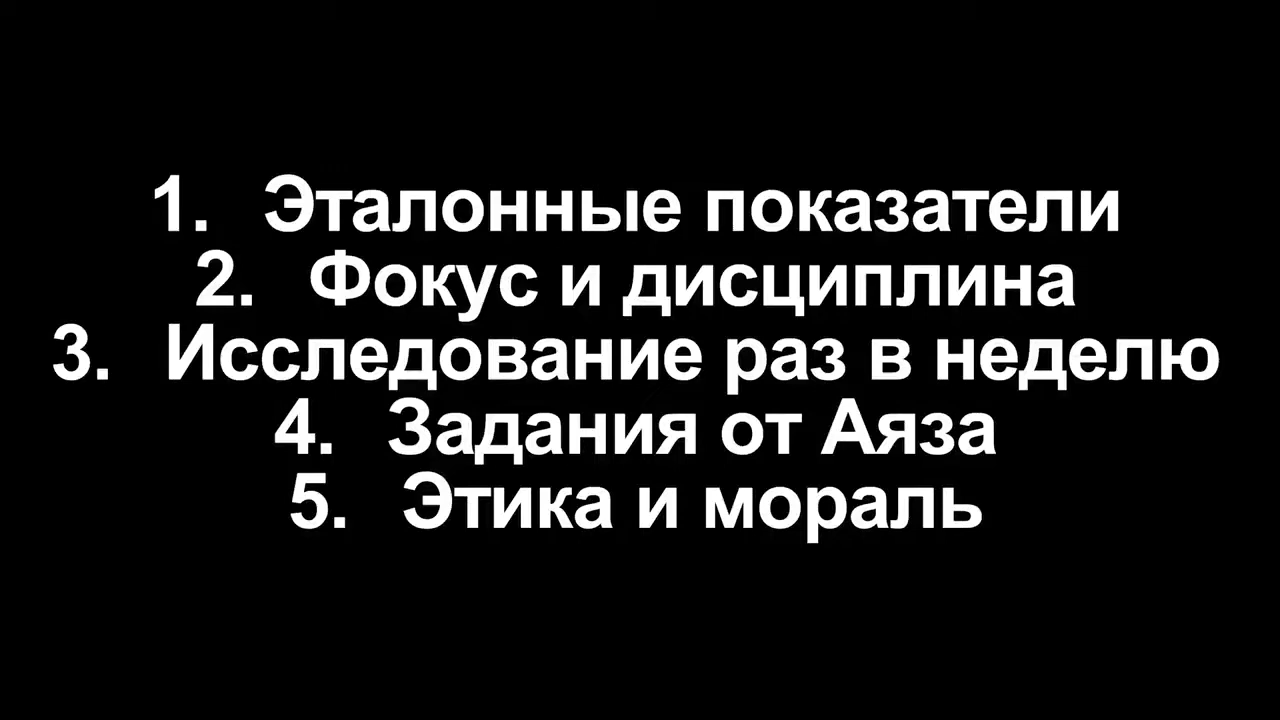 1. Эталонные показатели
2. Фокус и дисциплина
3. Исследование раз в неделю
4. Задания от Аяза
5. Этика и мораль